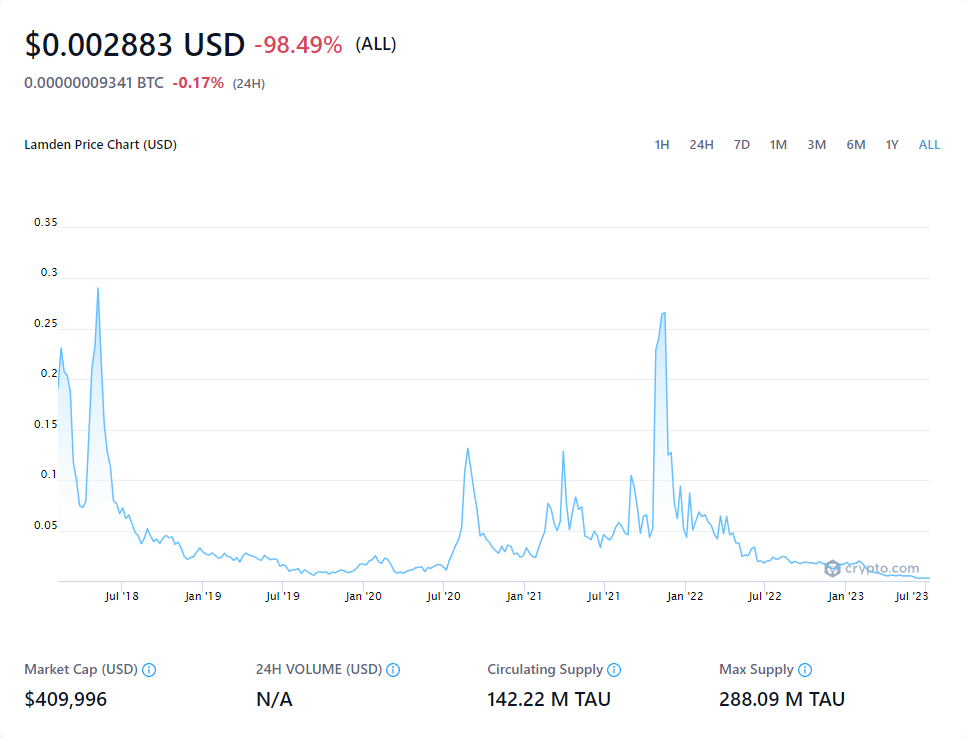 $0.002883 USD -98.49% (ALL)
0.00000009341 BTC -0.17% (24H)
Lamden Price Chart (USD) 1H 24H 7D 1M 3M 6M 1Y ALL
0.35
0.3
0.25
0.2
0.15
0.1
0.05
crypto.com
Jul '18 Jan '19 Jul '19 Jan '20 Jul '20 Jan '21 Jul '21 Jan '22 Jul '22 Jan '23 Jul '23
Market Cap (USD) 24H VOLUME (USD) Circulating Supply Max Supply
$409,996 N/A 142.22 M TAU 288.09 M TAU